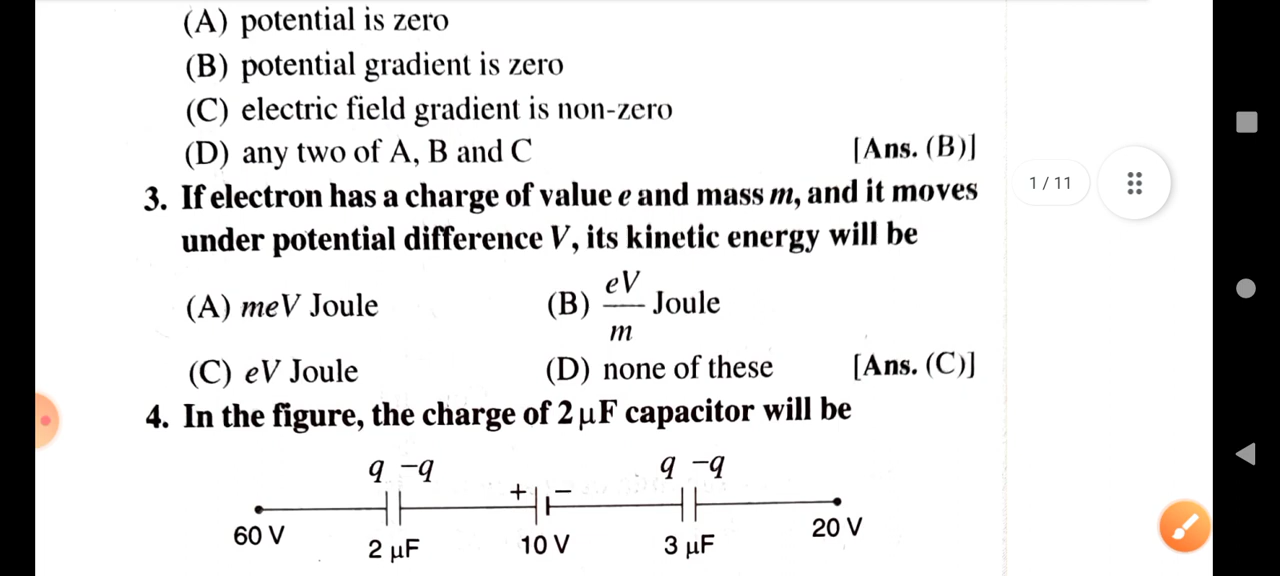 (A) potential is zero
(B) potential gradient is zero
(C) electric field gradient is non-zero
(D) any two of A, B and C [Ans. (B)]
3. If electron has a charge of value e and mass m, and it moves
under potential difference V, its kinetic energy will be
(A) meV Joule (B) eV/m Joule
(C) eV Joule (D) none of these [Ans. (C)]
4. In the figure, the charge of 2 μF capacitor will be
q -q q -q
+ -
60 V 2 μF 10 V 3 μF 20 V
1 / 11